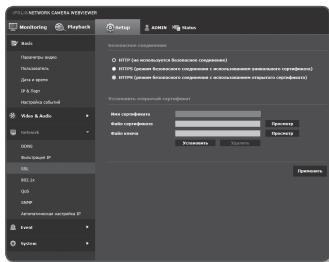 iPOLiS NETWORK CAMERA WEBVIEWER
Monitoring Playback Setup ADMIN Status
Basic
Параметры видео
Пользователь
Дата и время
IP & Порт
Настройка событий
Video & Audio
Network
DDNS
Фильтрация IP
SSL
802.1x
QoS
SNMP
Автоматическая настройка IP
Event
System
Безопасное соединение
HTTP (не используется безопасное соединение)
HTTPS (режим безопасного соединения с использованием уникального сертификата)
HTTPS (режим безопасного соединения с использованием открытого сертификата)
Установить открытый сертификат
Имя сертификата
Файл сертификата Просмотр
Файл ключа Просмотр
Установить Удалить
Применить